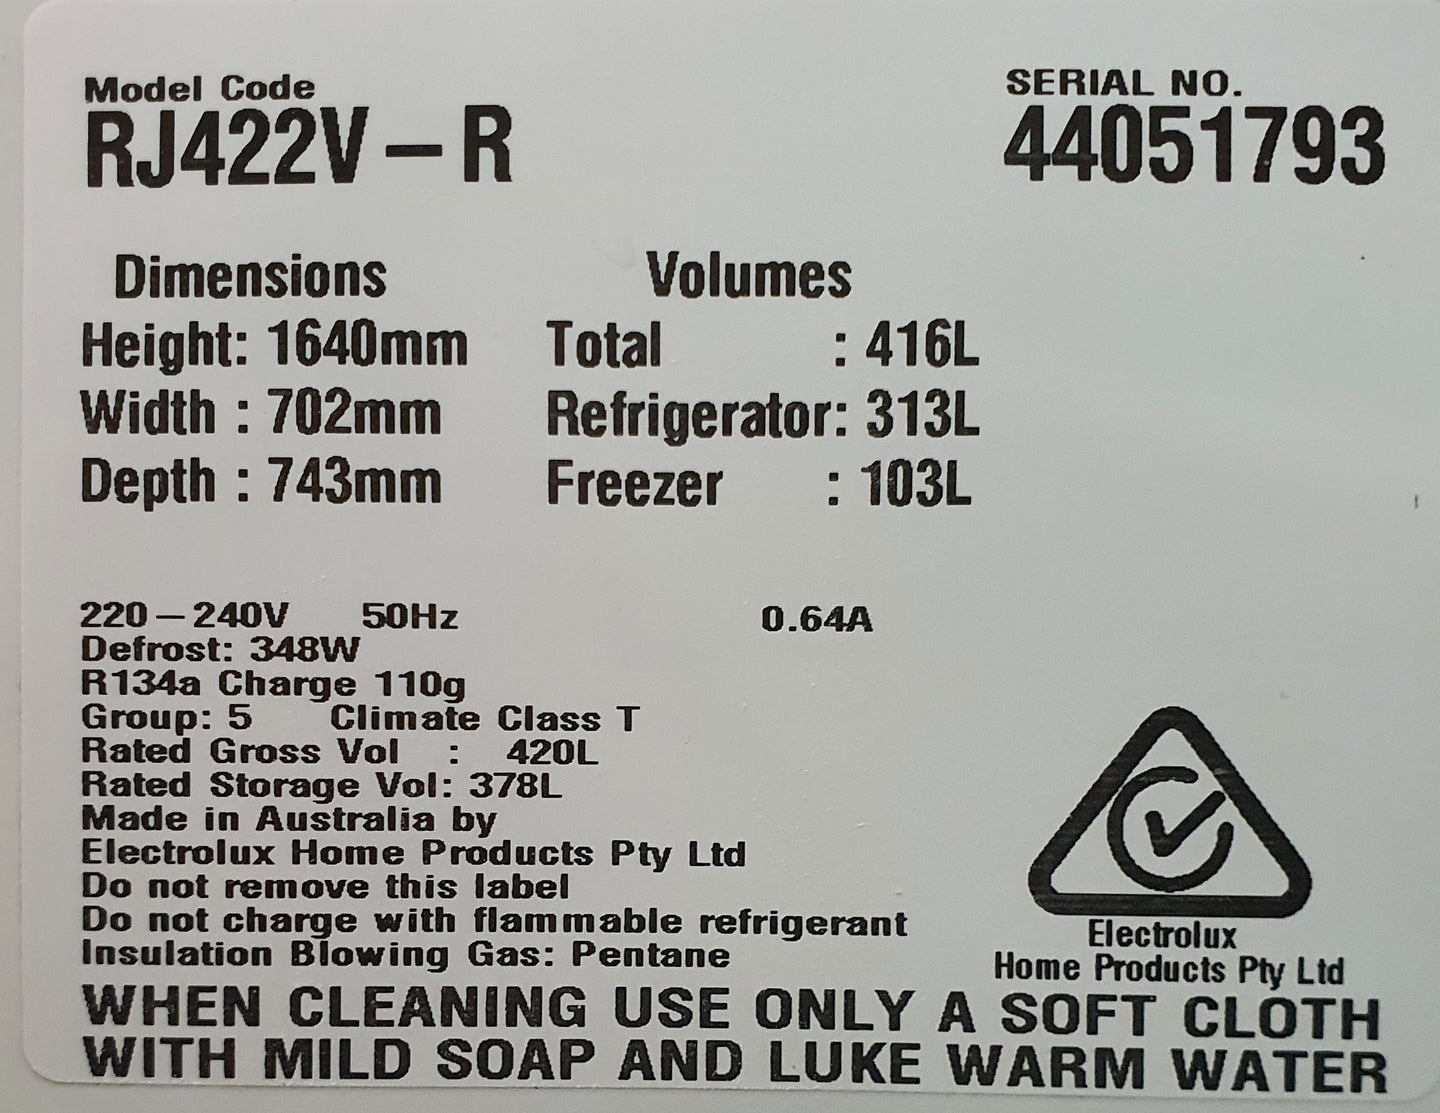 Model Code
RJ422V-R
SERIAL NO.
44051793
Dimensions
Height: 1640mm
Width : 702mm
Depth : 743mm
Volumes
Total : 416L
Refrigerator: 313L
Freezer : 103L
220-240V 50Hz 0.64A
Defrost: 348W
R134a Charge 110g
Group: 5 Climate Class T
Rated Gross Vol : 420L
Rated Storage Vol: 378L
Made in Australia by
Electrolux Home Products Pty Ltd
Do not remove this label
Do not charge with flammable refrigerant
Insulation Blowing Gas: Pentane
Electrolux
Home Products Pty Ltd
WHEN CLEANING USE ONLY A SOFT CLOTH
WITH MILD SOAP AND LUKE WARM WATER